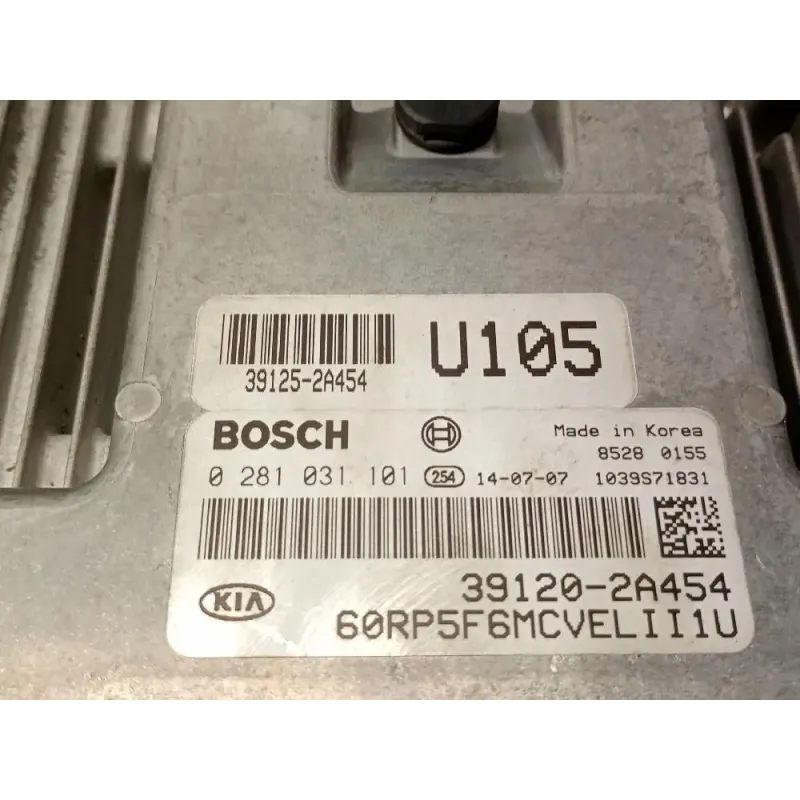 U105
39125-2A454
BOSCH
Made in Korea
8528 0155
0 281 031 101 254 14-07-07 1039S71831
39120-2A454
KIA
60RP5F6MCVELII1U